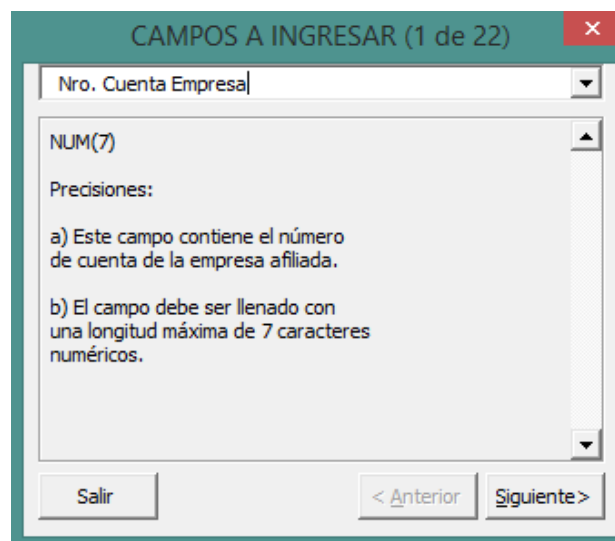 CAMPOS A INGRESAR (1 de 22)
Nro. Cuenta Empresa
NUM(7)
Precisiones:
a) Este campo contiene el número
de cuenta de la empresa afiliada.
b) El campo debe ser llenado con
una longitud máxima de 7 caracteres
numéricos.
Salir
< Anterior
Siguiente>